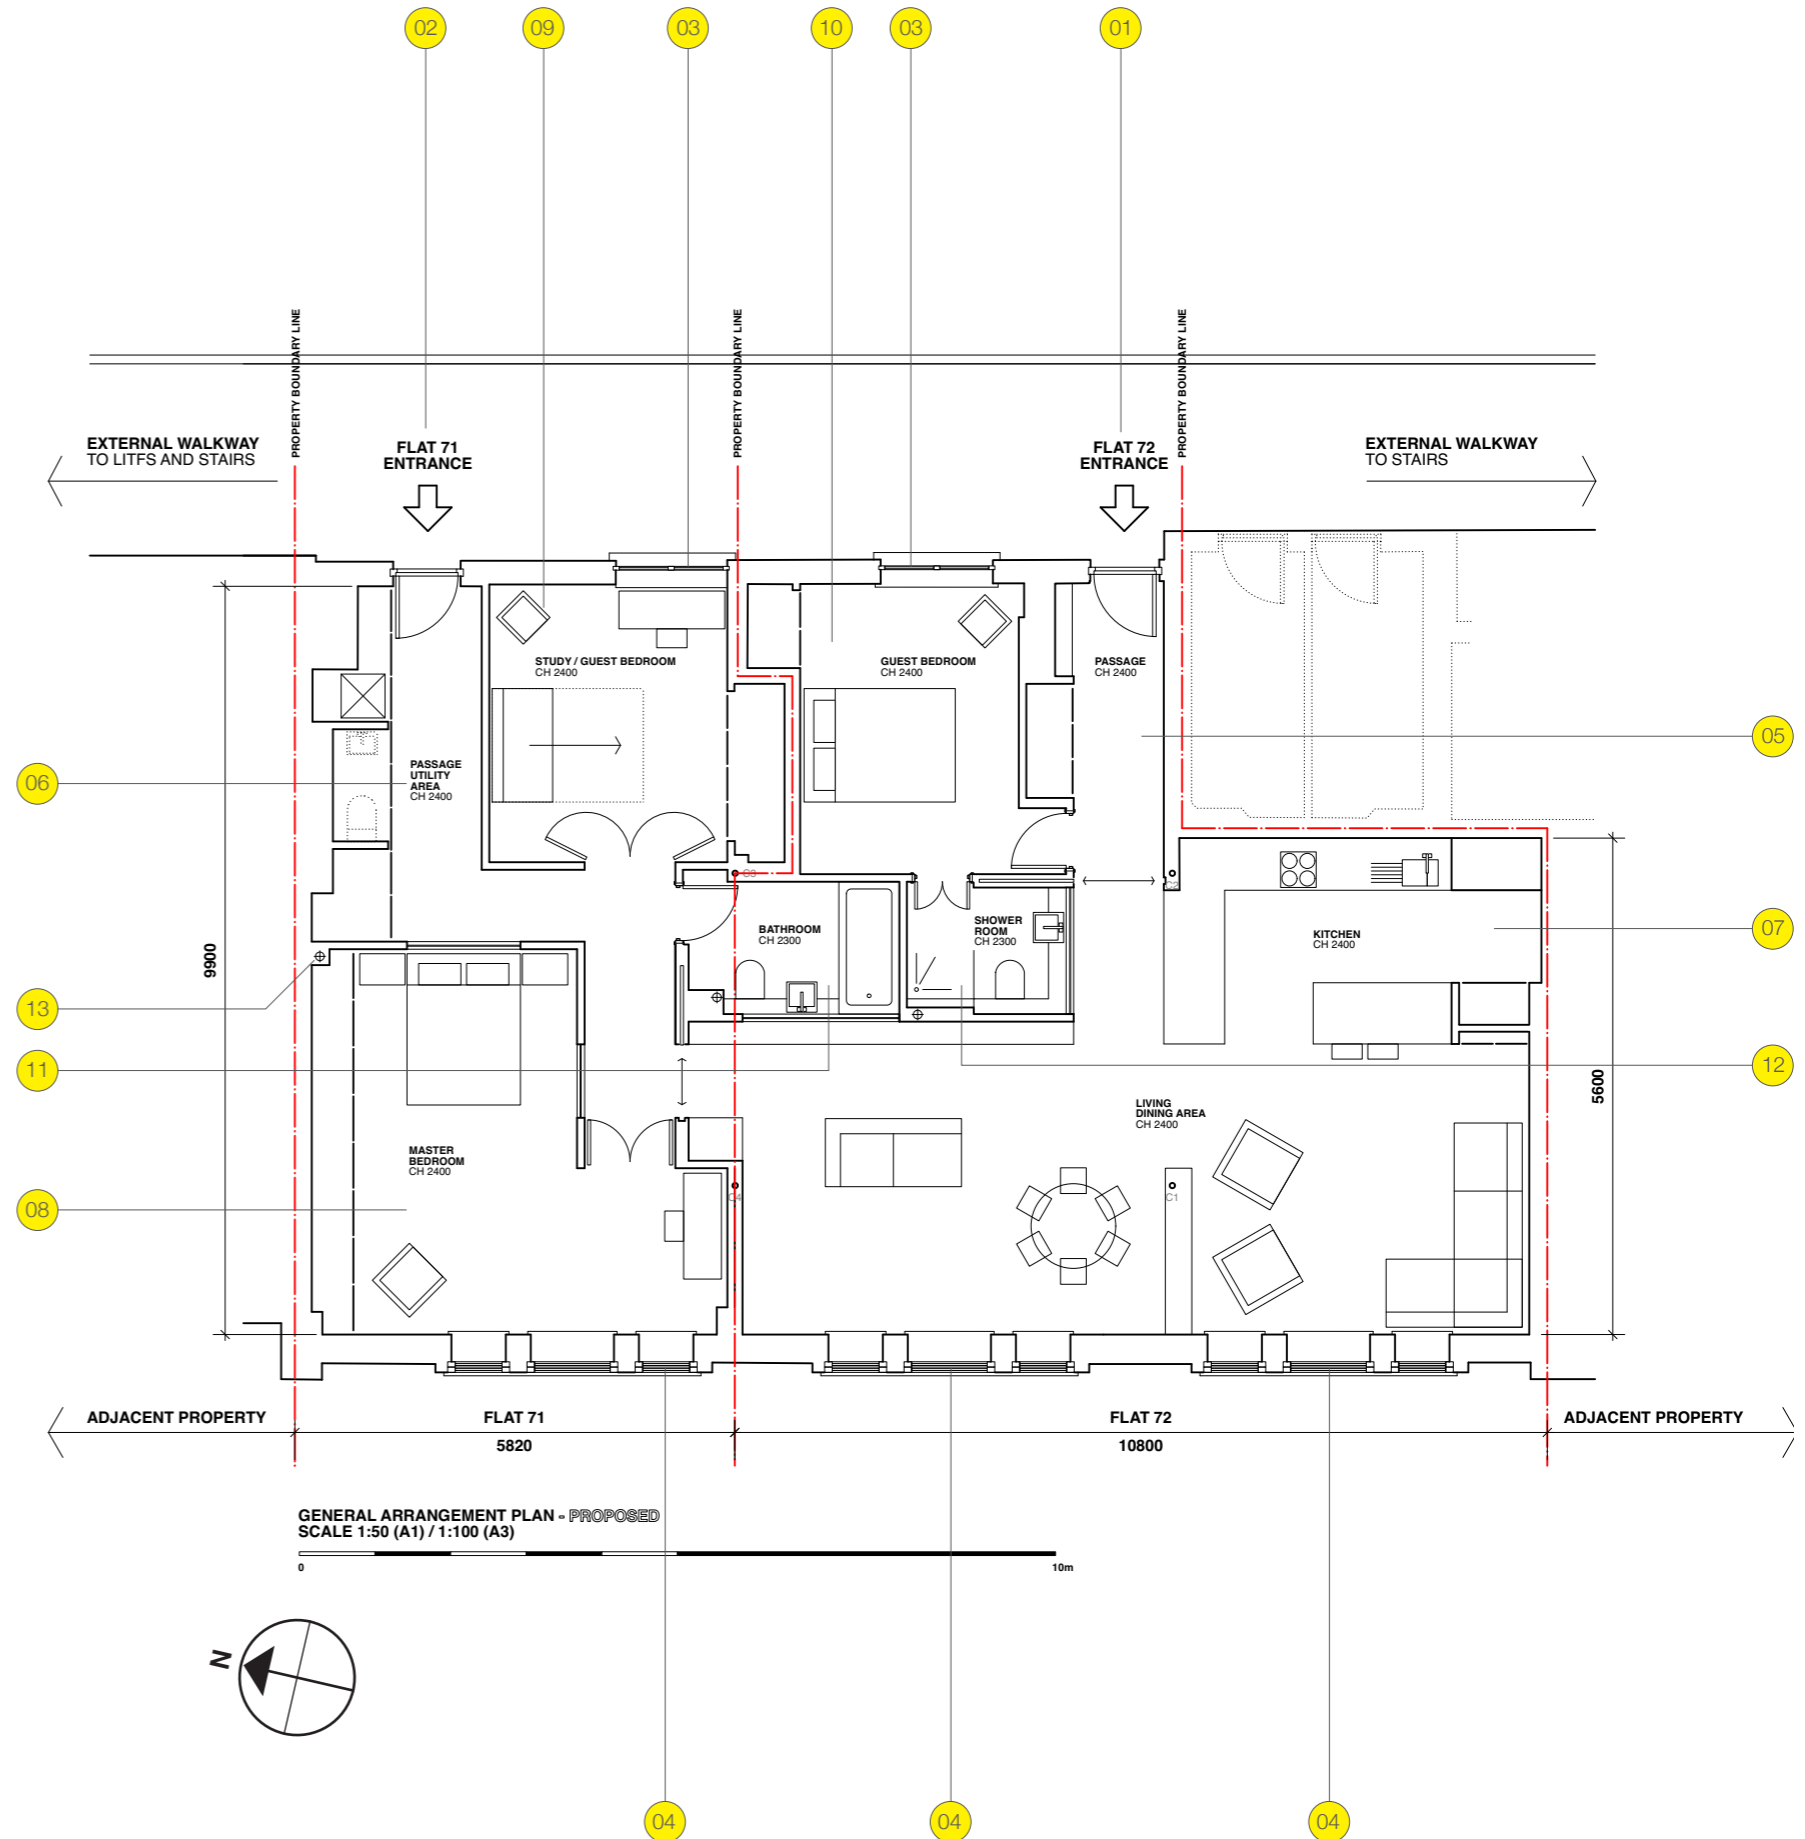 02
09
03
10
03
01
PROPERTY BOUNDARY LINE
PROPERTY BOUNDARY LINE
PROPERTY BOUNDARY LINE
EXTERNAL WALKWAY
TO LITFS AND STAIRS
FLAT 71
ENTRANCE
FLAT 72
ENTRANCE
EXTERNAL WALKWAY
TO STAIRS
STUDY / GUEST BEDROOM
CH 2400
GUEST BEDROOM
CH 2400
PASSAGE
CH 2400
05
06
PASSAGE
UTILITY
AREA
CH 2400
C3
C2
BATHROOM
CH 2300
SHOWER
ROOM
CH 2300
KITCHEN
CH 2400
07
9900
13
11
12
5600
LIVING
DINING AREA
CH 2400
MASTER
BEDROOM
CH 2400
C4
C1
08
ADJACENT PROPERTY
FLAT 71
5820
FLAT 72
10800
ADJACENT PROPERTY
GENERAL ARRANGEMENT PLAN - PROPOSED
SCALE 1:50 (A1) / 1:100 (A3)
0
10m
N
04
04
04